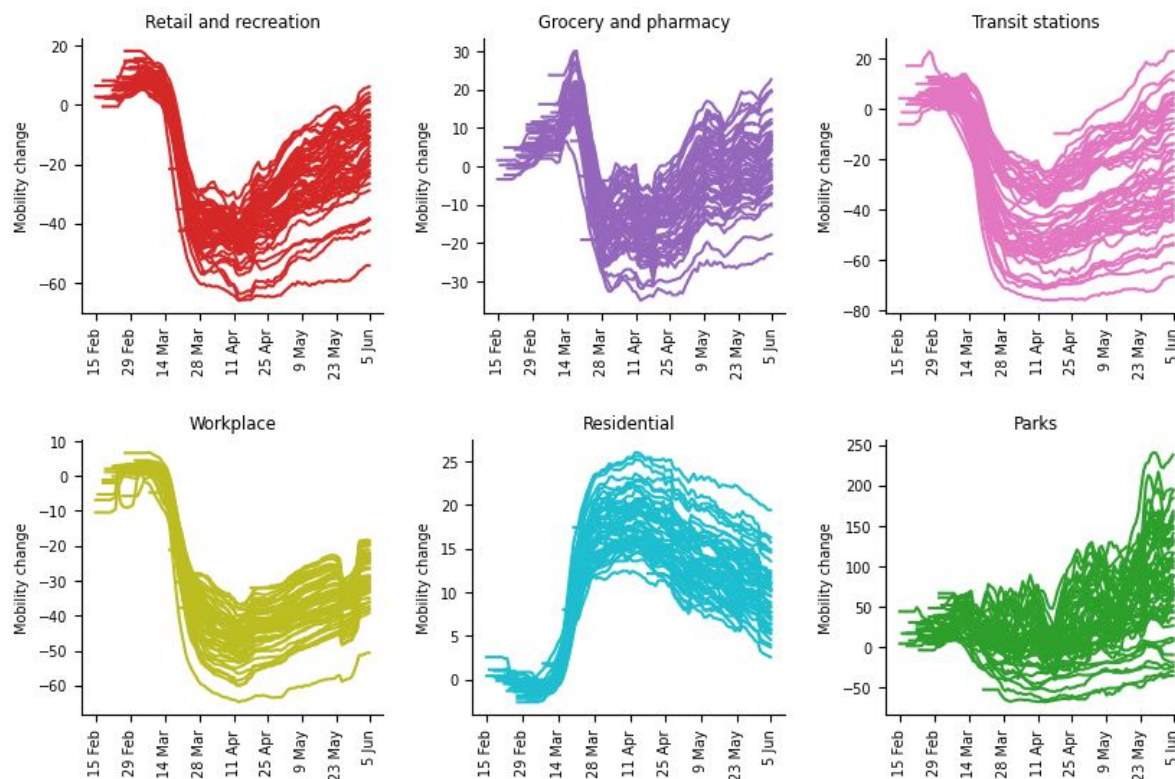 Retail and recreation
Mobility change
20
0
−20
−40
−60
15 Feb
29 Feb
14 Mar
28 Mar
11 Apr
25 Apr
9 May
23 May
5 Jun
Grocery and pharmacy
Mobility change
30
20
10
0
−10
−20
−30
15 Feb
29 Feb
14 Mar
28 Mar
11 Apr
25 Apr
9 May
23 May
5 Jun
Transit stations
Mobility change
20
0
−20
−40
−60
−80
15 Feb
29 Feb
14 Mar
28 Mar
11 Apr
25 Apr
9 May
23 May
5 Jun
Workplace
Mobility change
10
0
−10
−20
−30
−40
−50
−60
15 Feb
29 Feb
14 Mar
28 Mar
11 Apr
25 Apr
9 May
23 May
5 Jun
Residential
Mobility change
25
20
15
10
5
0
15 Feb
29 Feb
14 Mar
28 Mar
11 Apr
25 Apr
9 May
23 May
5 Jun
Parks
Mobility change
250
200
150
100
50
0
−50
15 Feb
29 Feb
14 Mar
28 Mar
11 Apr
25 Apr
9 May
23 May
5 Jun